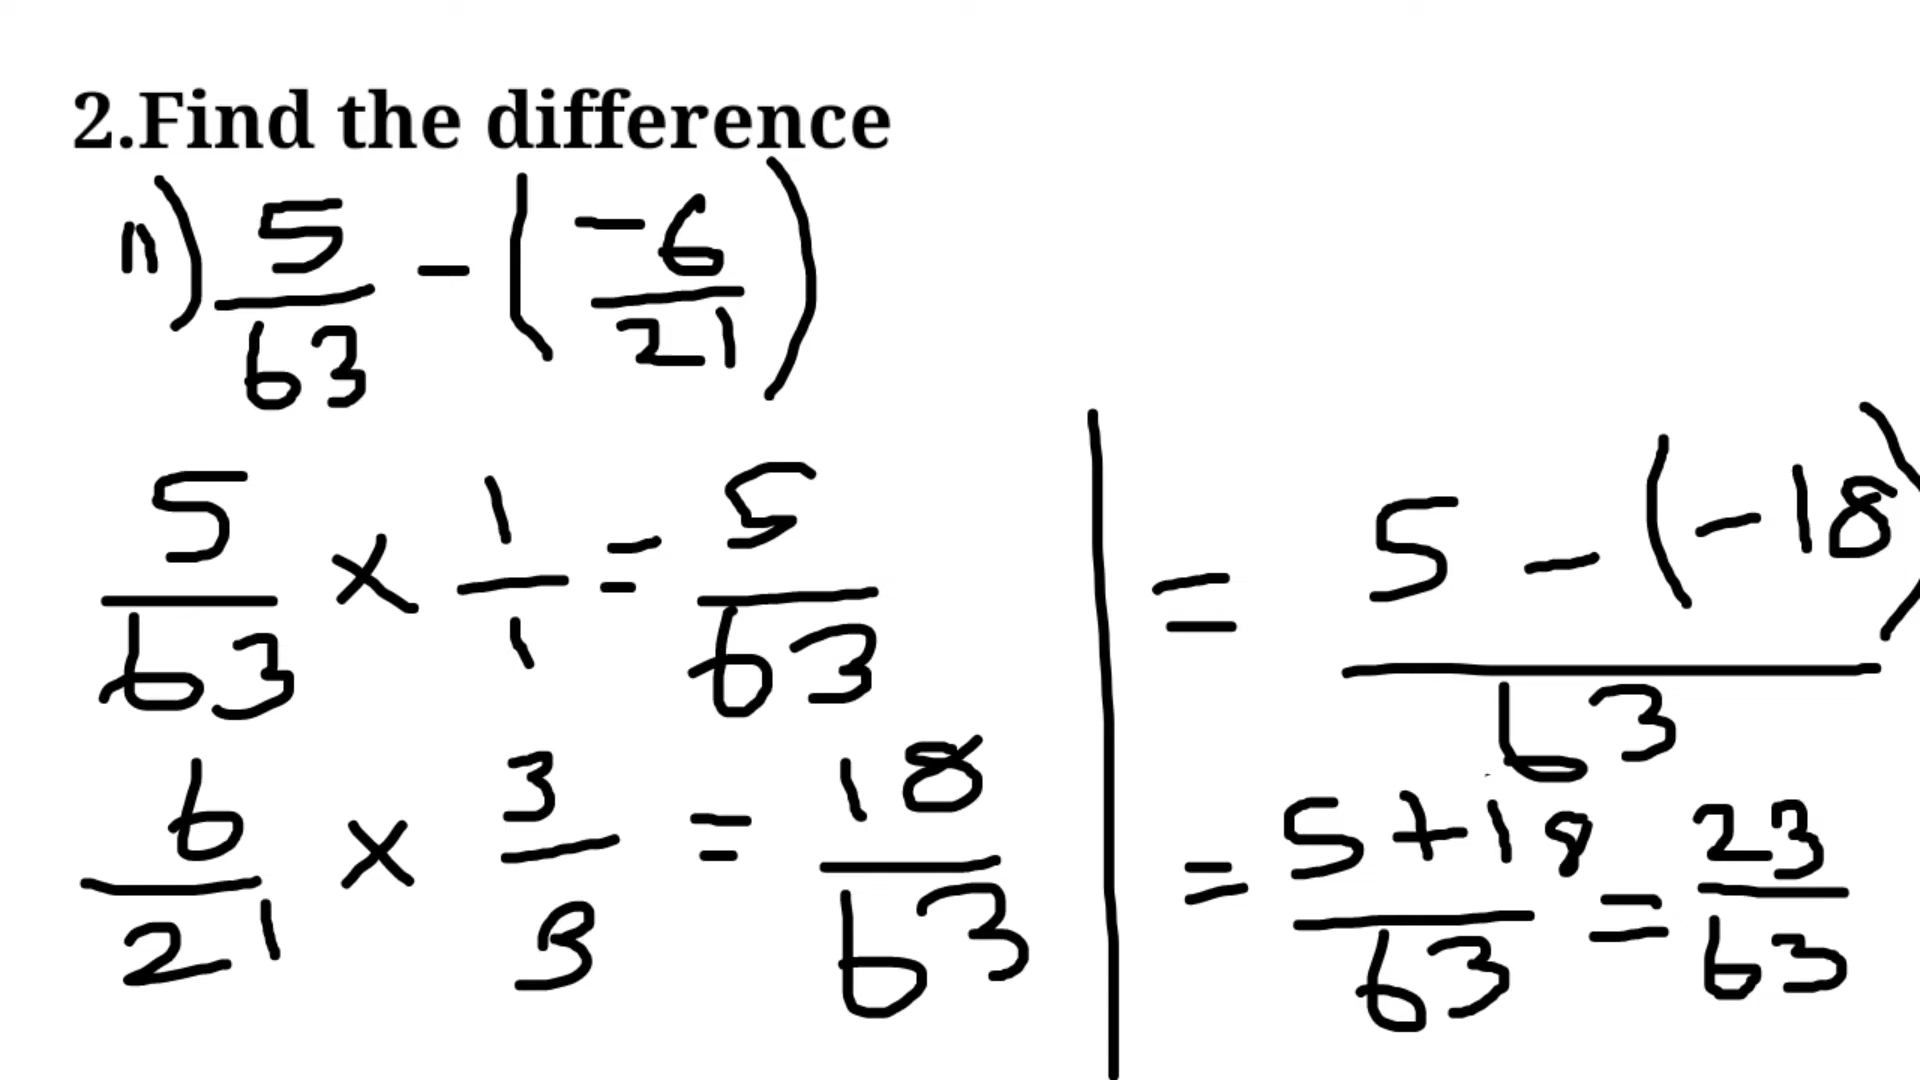 2.Find the difference
ii) 5/63 - (-6/21)
5/63 × 1/1 = 5/63
6/21 × 3/3 = 18/63
= 5 - (-18) / 63
= 5+18/63 = 23/63